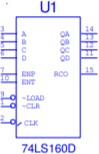 U1
3 A QA 14
4 B QB 13
5 C QC 12
6 D QD 11
7 ENP RCO 15
10 ENT
9 ~LOAD
1 ~CLR
2 CLK
74LS160D